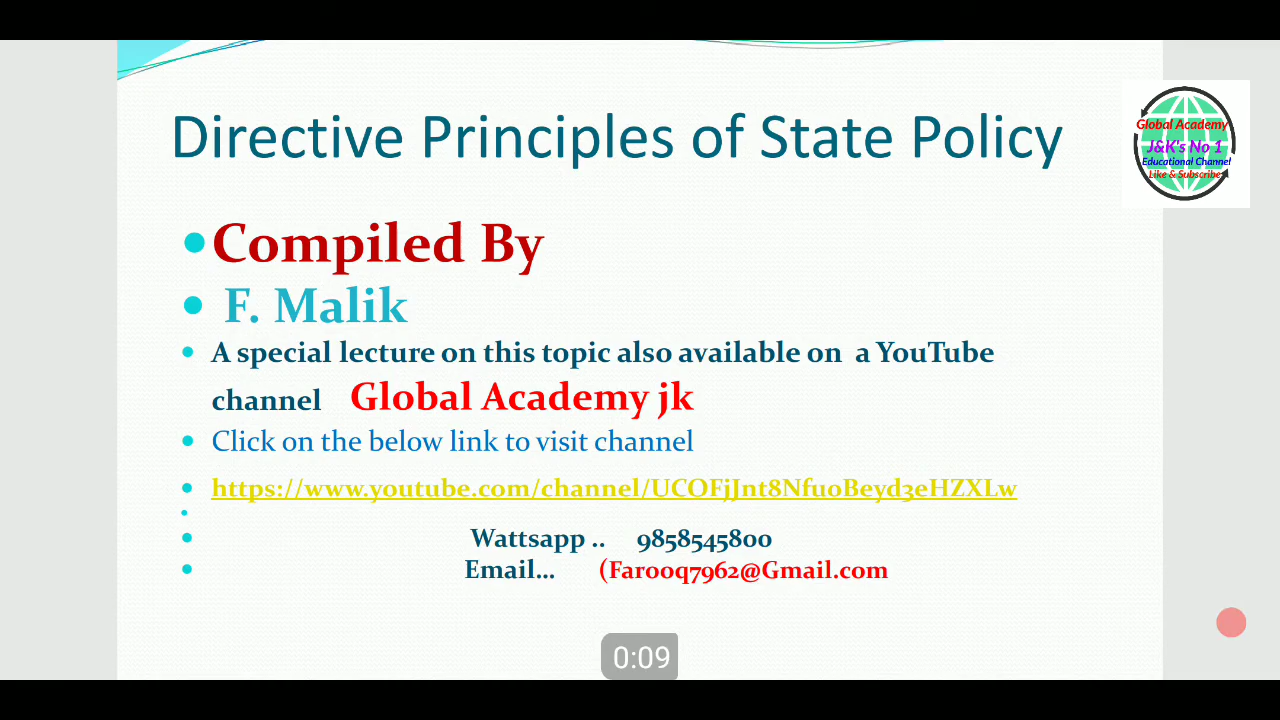 Directive Principles of State Policy
Global Academy
J&K's No 1
Educational Channel
Like & Subscribe
Compiled By
F. Malik
A special lecture on this topic also available on a YouTube
channel Global Academy jk
Click on the below link to visit channel
https://www.youtube.com/channel/UCOFjJnt8NfuoBeyd3eHZXLw
Wattsapp .. 9858545800
Email... (Farooq7962@Gmail.com
0:09